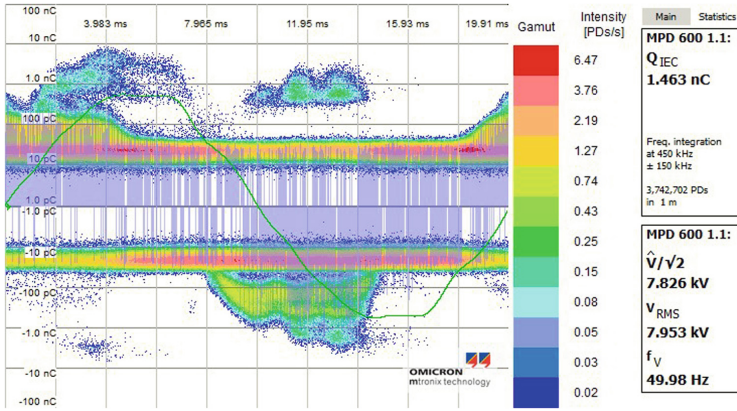 100 nC
3.983 ms
7.965 ms
11.95 ms
15.93 ms
19.91 ms
10 nC
1.0 nC
100 pC
10 pC
1.0 pC
-1.0 pC
-10 pC
-100 pC
-1.0 nC
-10 nC
-100 nC
OMICRON
mtronix technology
Gamut
Intensity
[PDs/s]
6.47
3.76
2.19
1.27
0.74
0.43
0.25
0.15
0.08
0.05
0.03
0.02
Main
Statistics
MPD 600 1.1:
Q IEC
1.463 nC
Freq. integration
at 450 kHz
± 150 kHz
3,742,702 PDs
in 1 m
MPD 600 1.1:
V̂/√2
7.826 kV
V RMS
7.953 kV
f V
49.98 Hz